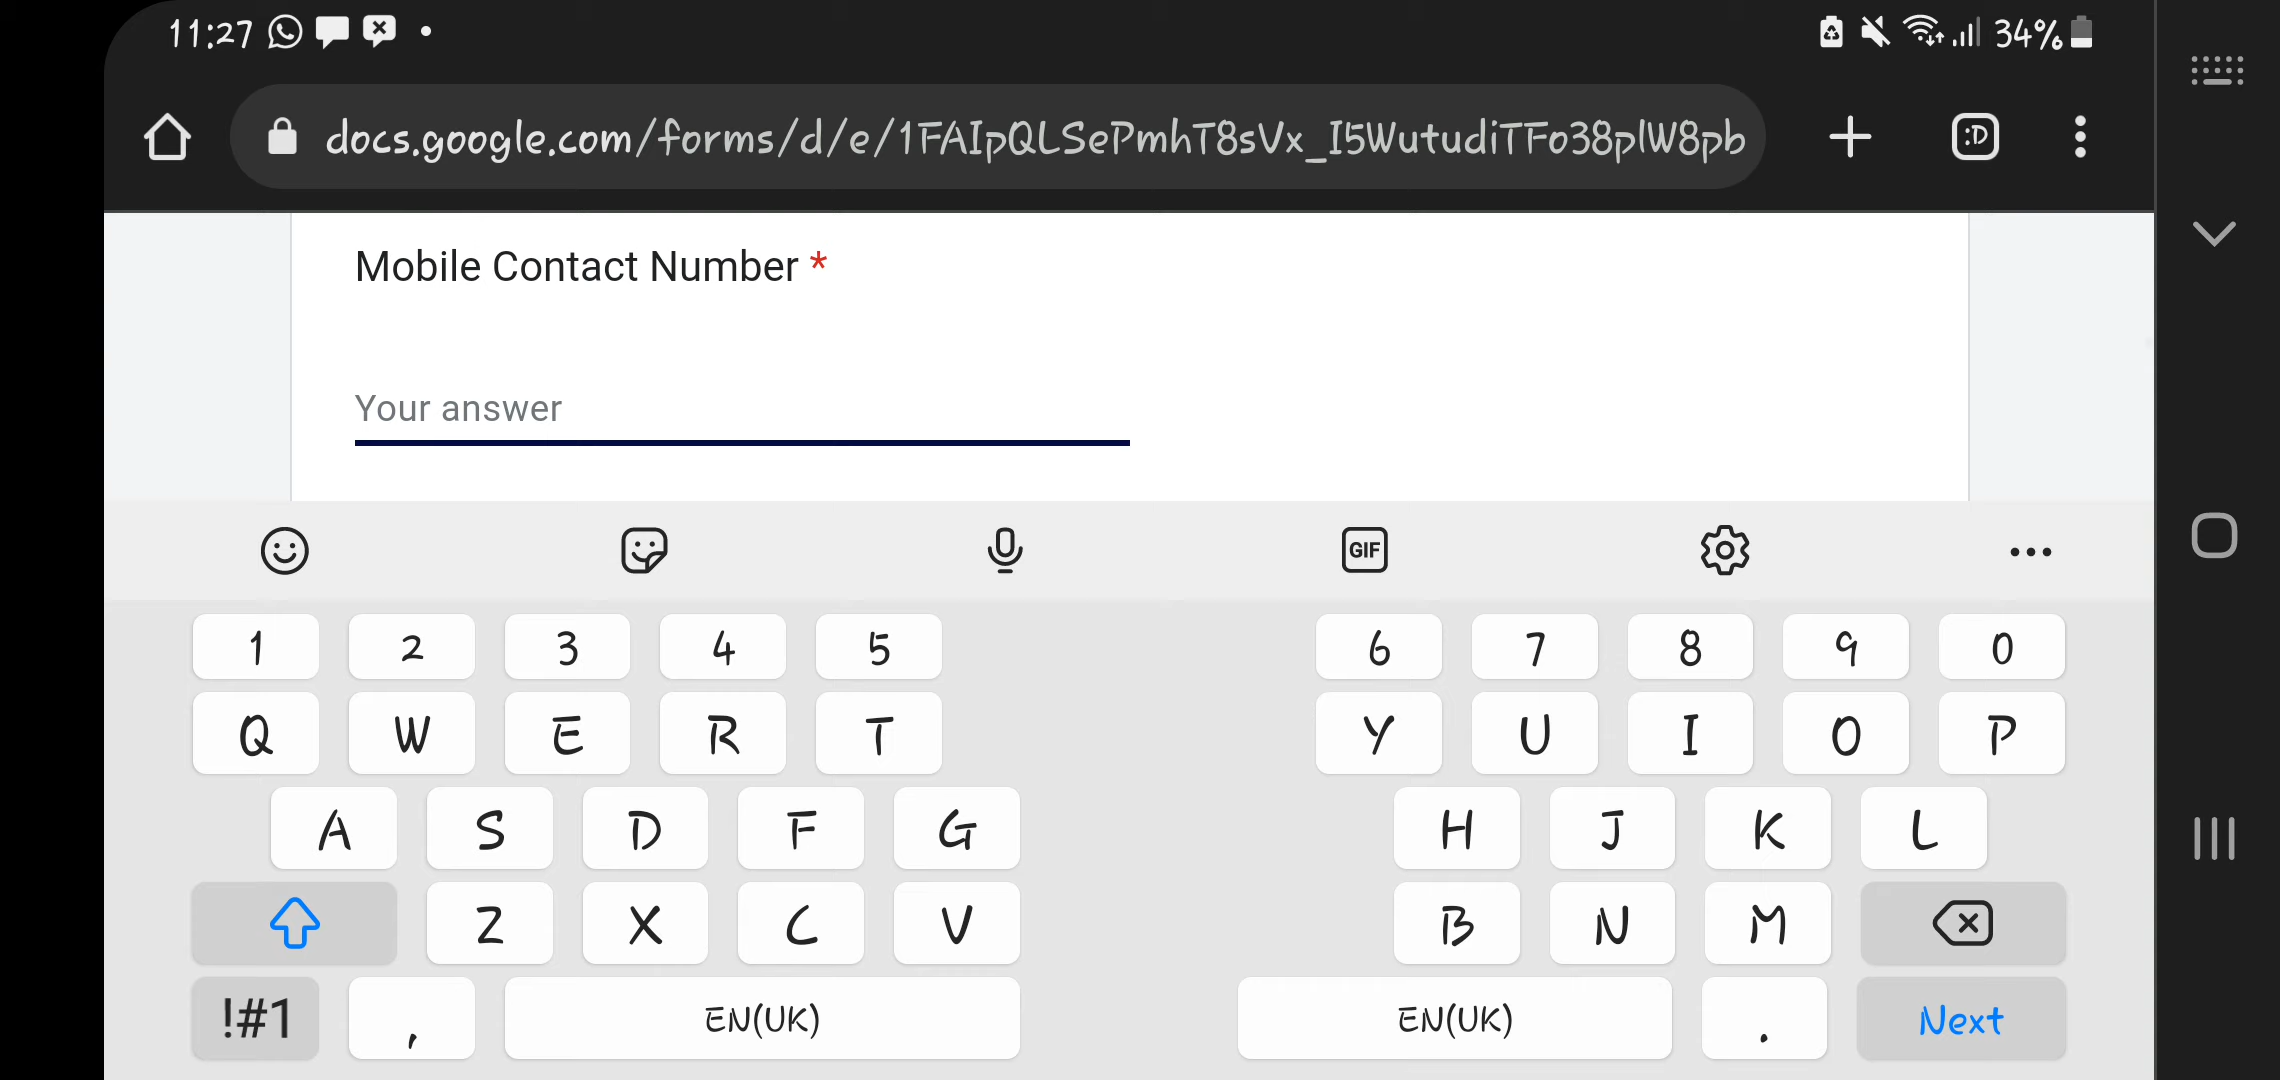 11:27 34%
docs.google.com/forms/d/e/1FAIpQLSePmhT8sVx_I5WutudiTFo38plW8pb :D
Mobile Contact Number *
Your answer
GIF
1 2 3 4 5 6 7 8 9 0
Q W E R T Y U I O P
A S D F G H J K L
Z X C V B N M
!#1 , EN(UK) EN(UK) . Next